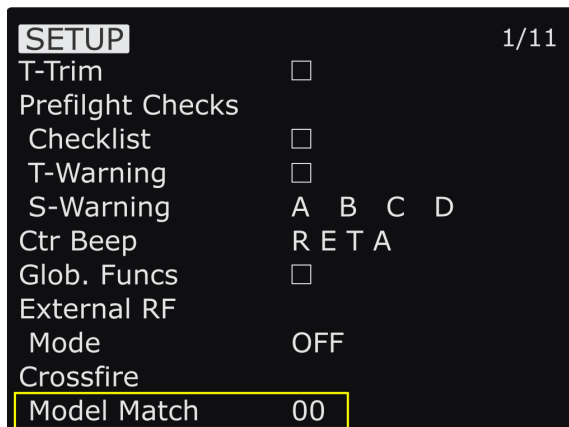 SETUP 1/11
T-Trim □
Prefilght Checks
Checklist □
T-Warning □
S-Warning A B C D
Ctr Beep R E T A
Glob. Funcs □
External RF
Mode OFF
Crossfire
Model Match 00